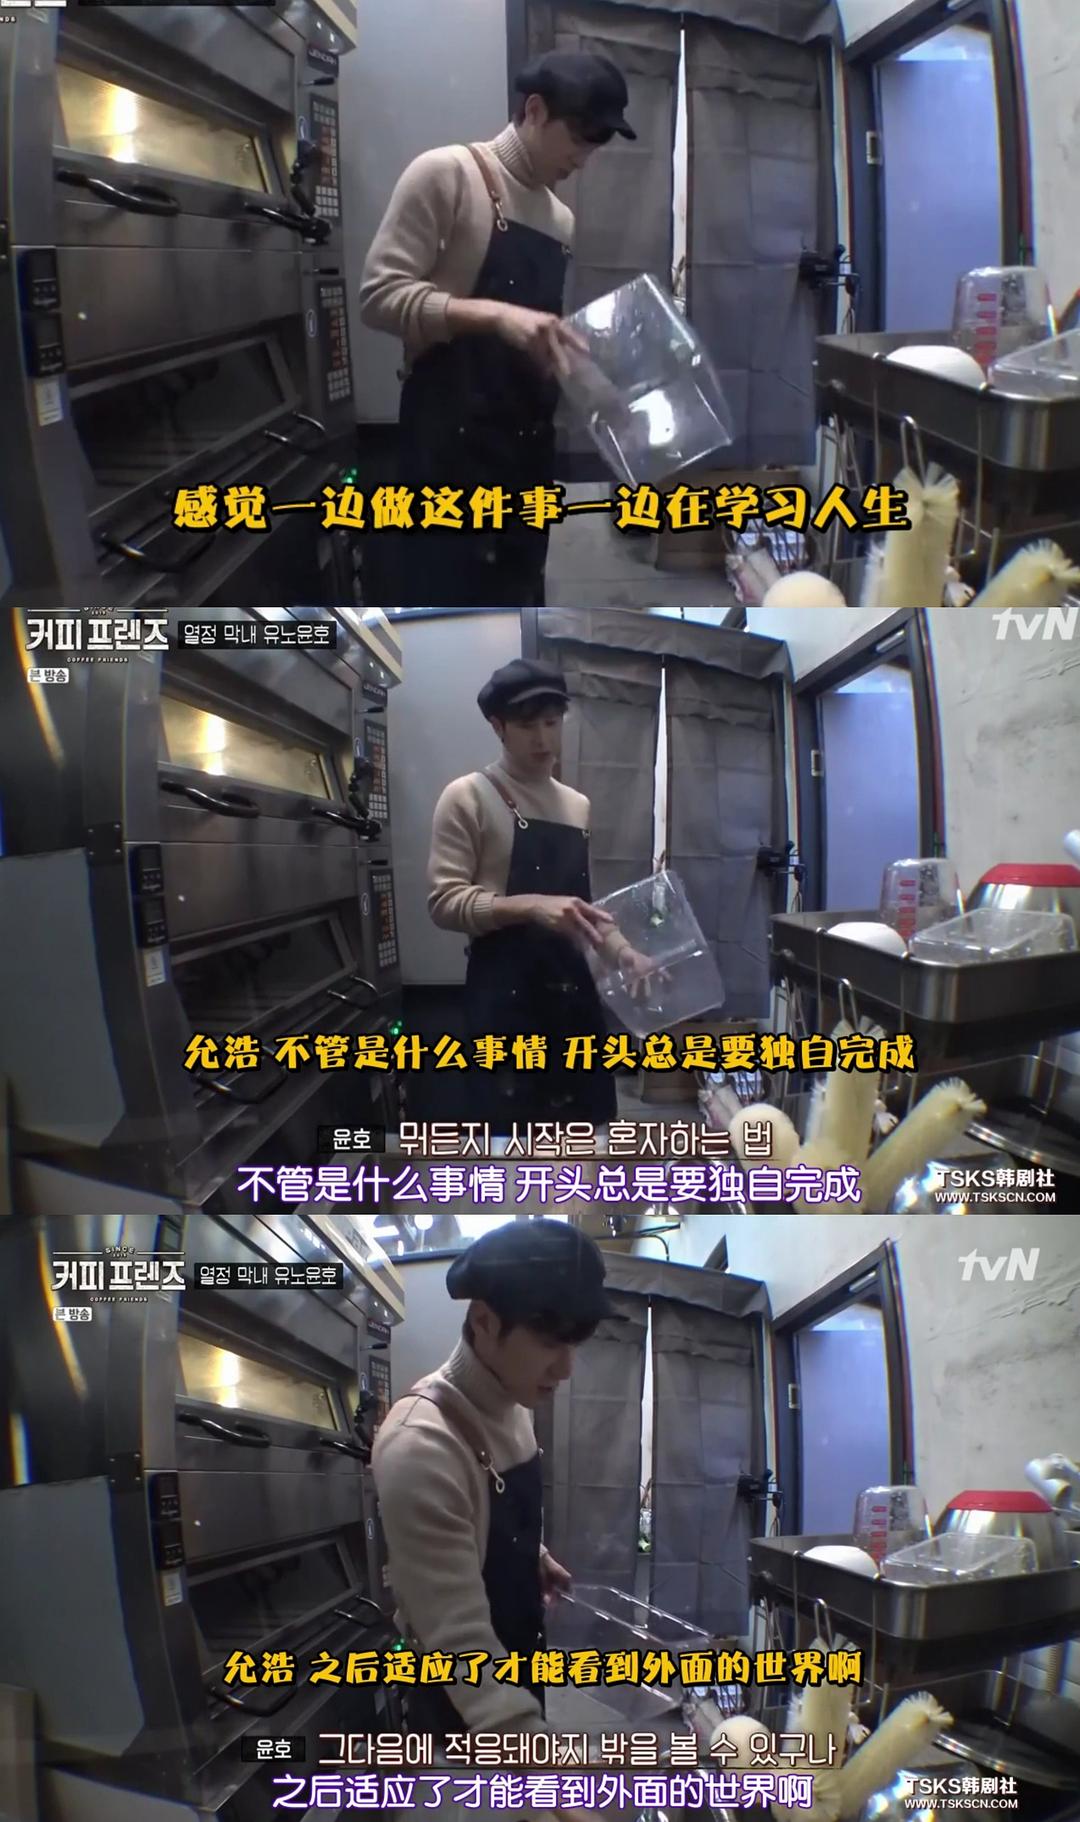 感觉一边做这件事一边在学习人生
커피 프렌즈
COFFEE FRIENDS
열정 막내 유노윤호
본 방송
tvN
允浩 不管是什么事情 开头总是要独自完成
윤호 뭐든지 시작은 혼자하는 법
不管是什么事情 开头总是要独自完成
TSKS韩剧社
WWW.TSKSCN.COM
SINCE
커피 프렌즈
COFFEE FRIENDS
열정 막내 유노윤호
본 방송
tvN
允浩 之后适应了才能看到外面的世界啊
윤호 그다음에 적응돼야지 밖을 볼 수 있구나
之后适应了才能看到外面的世界啊
TSKS韩剧社
WWW.TSKSCN.COM